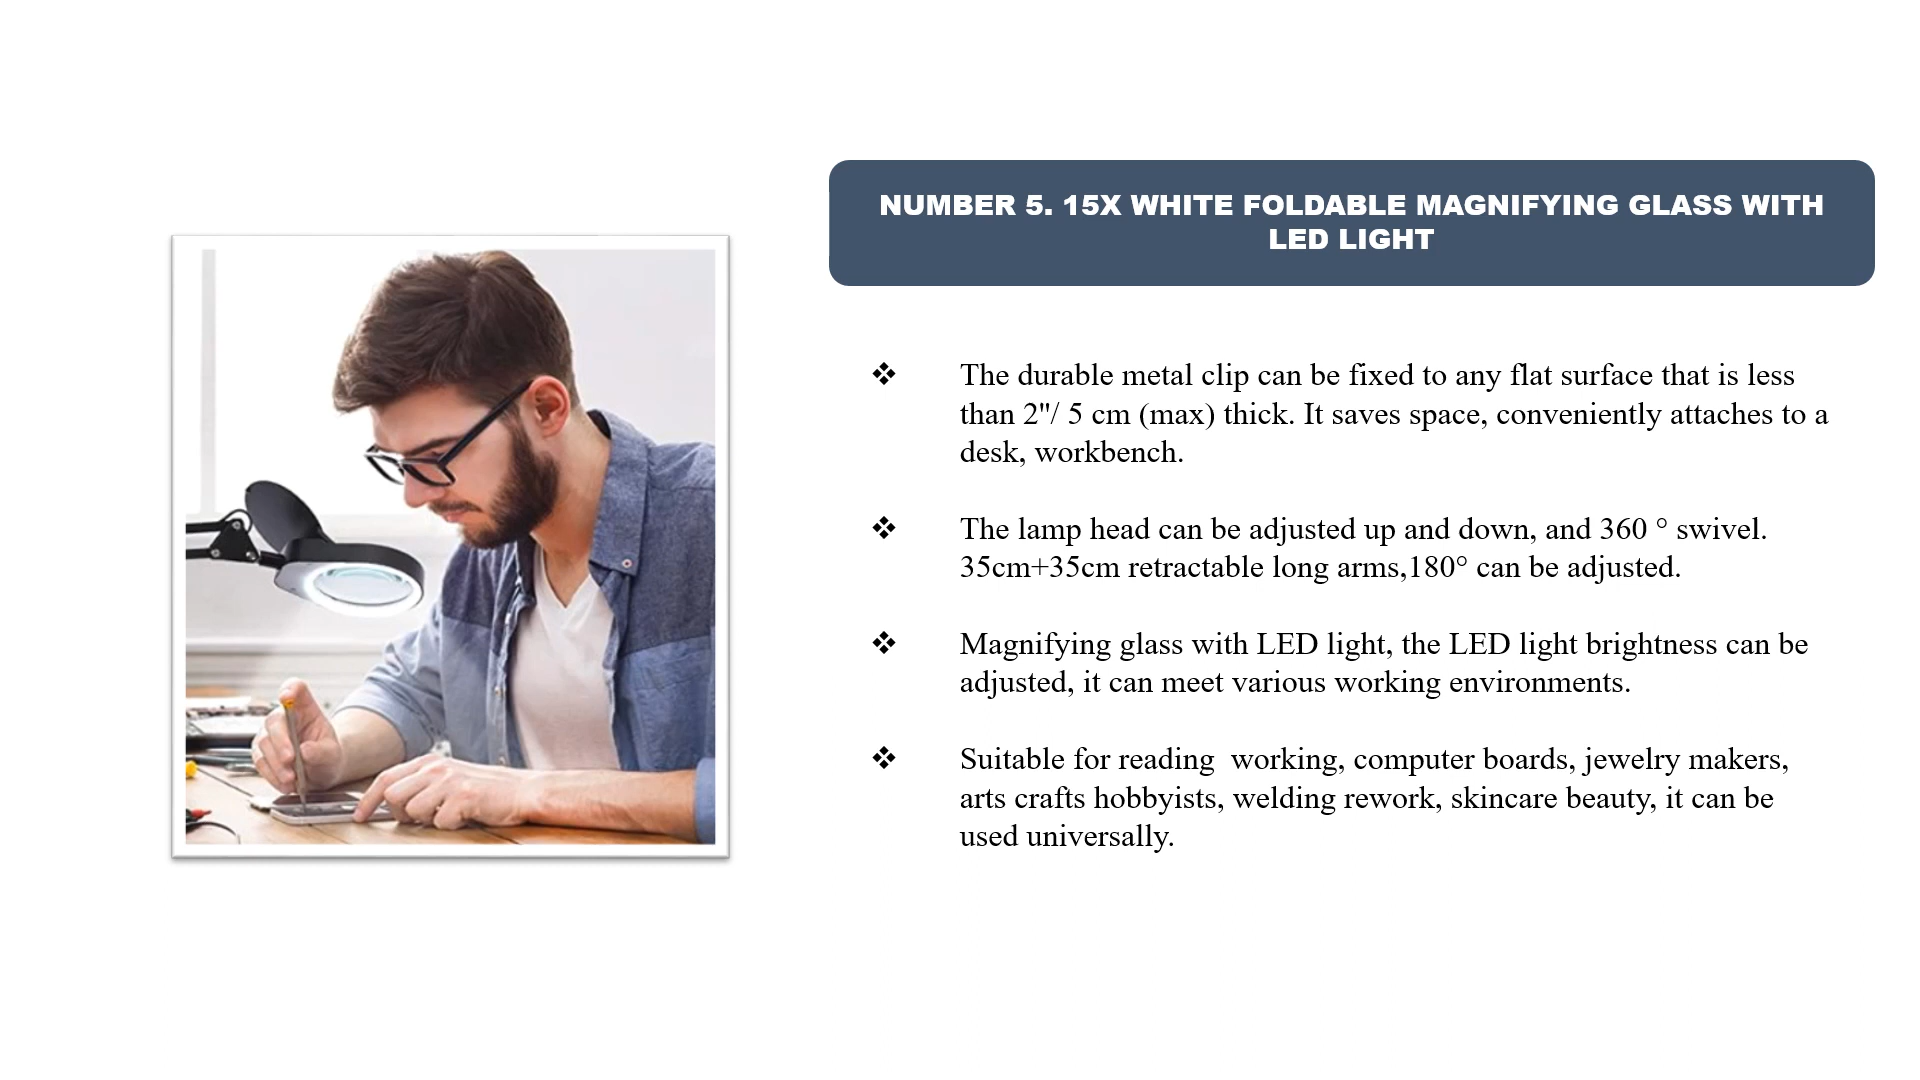 NUMBER 5. 15X WHITE FOLDABLE MAGNIFYING GLASS WITH
LED LIGHT
❖ The durable metal clip can be fixed to any flat surface that is less
than 2"/ 5 cm (max) thick. It saves space, conveniently attaches to a
desk, workbench.
❖ The lamp head can be adjusted up and down, and 360 ° swivel.
35cm+35cm retractable long arms,180° can be adjusted.
❖ Magnifying glass with LED light, the LED light brightness can be
adjusted, it can meet various working environments.
❖ Suitable for reading  working, computer boards, jewelry makers,
arts crafts hobbyists, welding rework, skincare beauty, it can be
used universally.